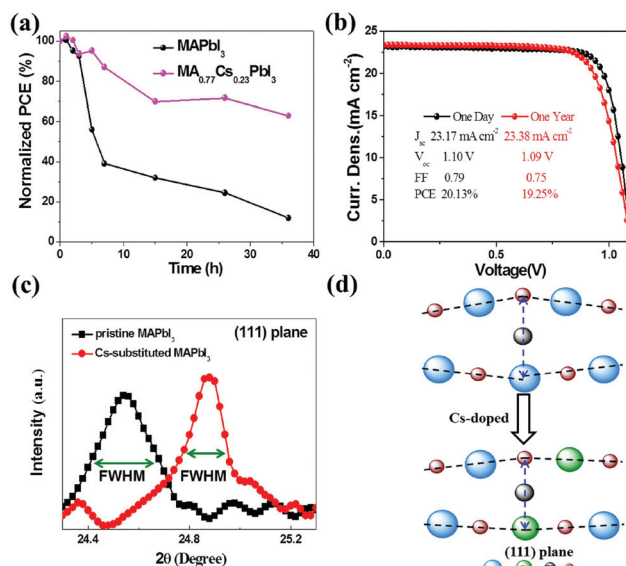 (a)
MAPbI3
MA0.77Cs0.23PbI3
Normalized PCE (%)
100
80
60
40
20
0
0
10
20
30
40
Time (h)
(b)
Curr. Dens.(mA cm-2)
25
20
15
10
5
0
One Day One Year
Jsc 23.17 mA cm-2 23.38 mA cm-2
Voc 1.10 V 1.09 V
FF 0.79 0.75
PCE 20.13% 19.25%
0.0
0.5
1.0
Voltage(V)
(c)
pristine MAPbI3
Cs-substituted MAPbI3
(111) plane
Intensity (a.u.)
FWHM
FWHM
24.4
24.8
25.2
2θ (Degree)
(d)
Cs-doped
(111) plane